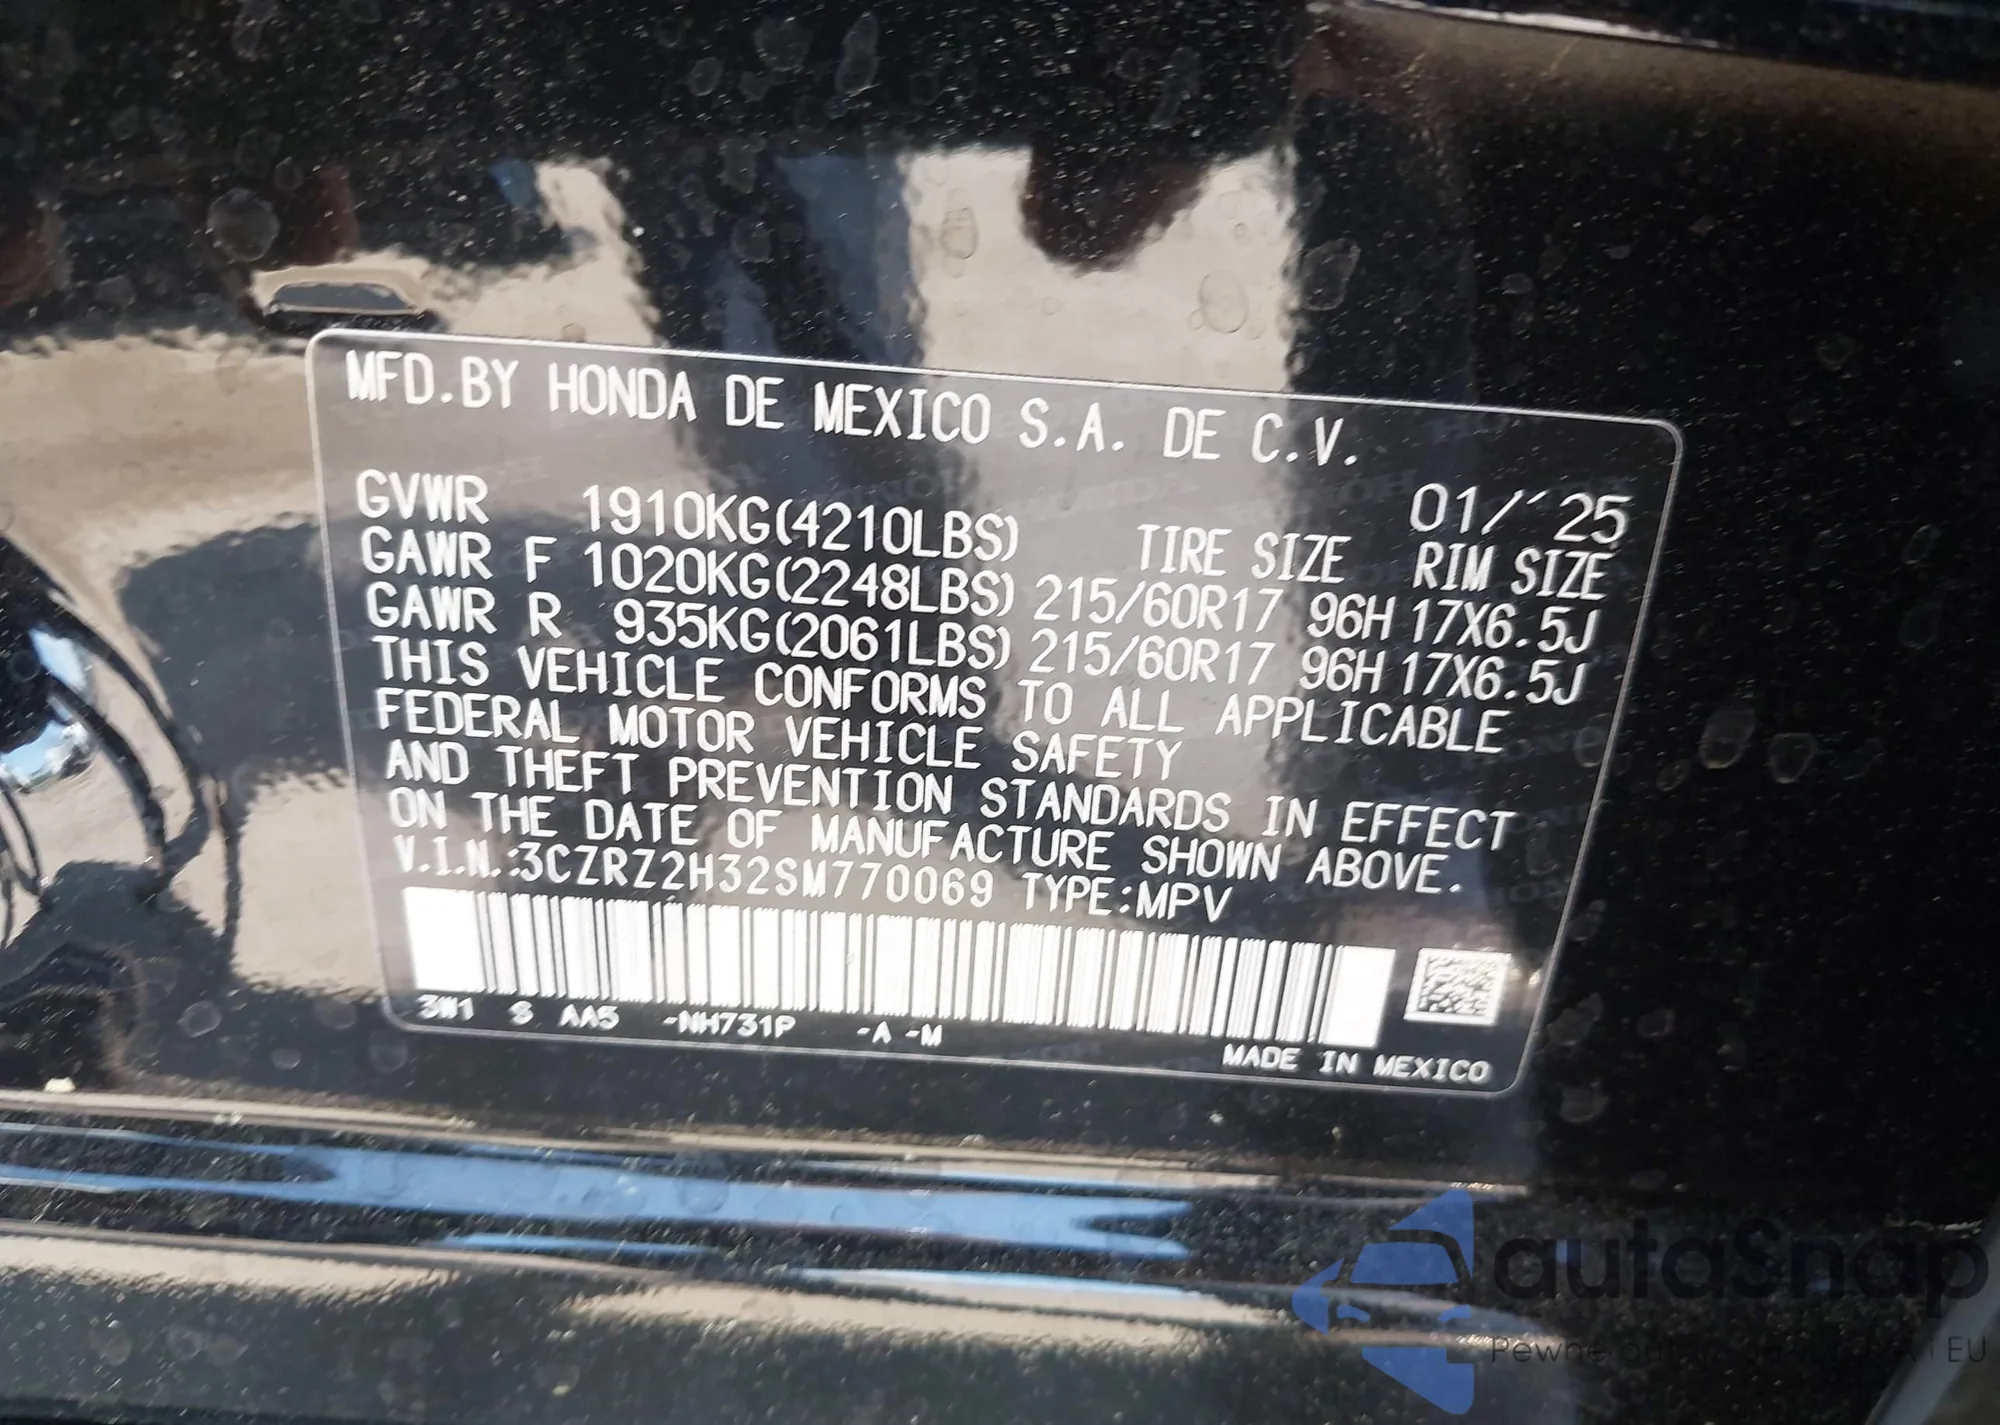 MFD.BY HONDA DE MEXICO S.A. DE C.V.
01/´25
GVWR 1910KG(4210LBS) TIRE SIZE RIM SIZE
GAWR F 1020KG(2248LBS) 215/60R17 96H 17X6.5J
GAWR R 935KG(2061LBS) 215/60R17 96H 17X6.5J
THIS VEHICLE CONFORMS TO ALL APPLICABLE
FEDERAL MOTOR VEHICLE SAFETY
AND THEFT PREVENTION STANDARDS IN EFFECT
ON THE DATE OF MANUFACTURE SHOWN ABOVE.
V.I.N.:3CZRZ2H32SM770069 TYPE:MPV
3W1 S AA5 -NH731P -A -M
MADE IN MEXICO
autaSnap
Pewne EU